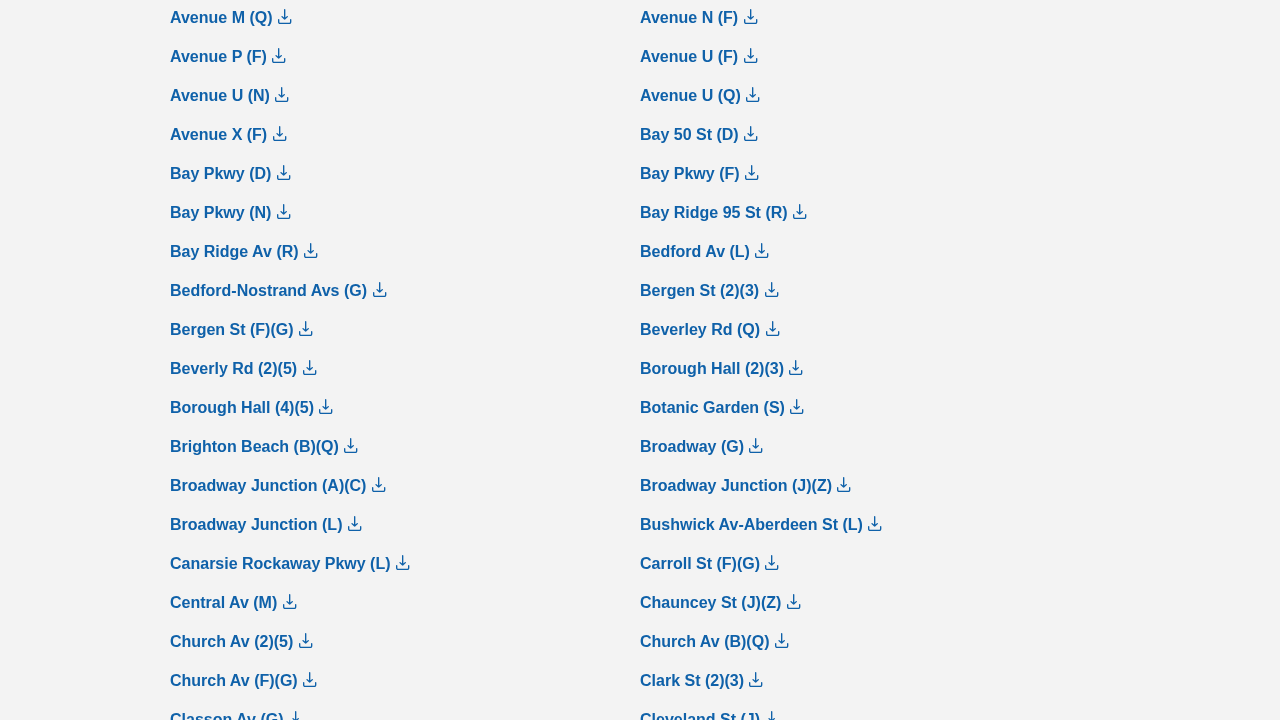 Avenue M (Q)
Avenue N (F)
Avenue P (F)
Avenue U (F)
Avenue U (N)
Avenue U (Q)
Avenue X (F)
Bay 50 St (D)
Bay Pkwy (D)
Bay Pkwy (F)
Bay Pkwy (N)
Bay Ridge 95 St (R)
Bay Ridge Av (R)
Bedford Av (L)
Bedford-Nostrand Avs (G)
Bergen St (2)(3)
Bergen St (F)(G)
Beverley Rd (Q)
Beverly Rd (2)(5)
Borough Hall (2)(3)
Borough Hall (4)(5)
Botanic Garden (S)
Brighton Beach (B)(Q)
Broadway (G)
Broadway Junction (A)(C)
Broadway Junction (J)(Z)
Broadway Junction (L)
Bushwick Av-Aberdeen St (L)
Canarsie Rockaway Pkwy (L)
Carroll St (F)(G)
Central Av (M)
Chauncey St (J)(Z)
Church Av (2)(5)
Church Av (B)(Q)
Church Av (F)(G)
Clark St (2)(3)
Classon Av (G)
Cleveland St (J)